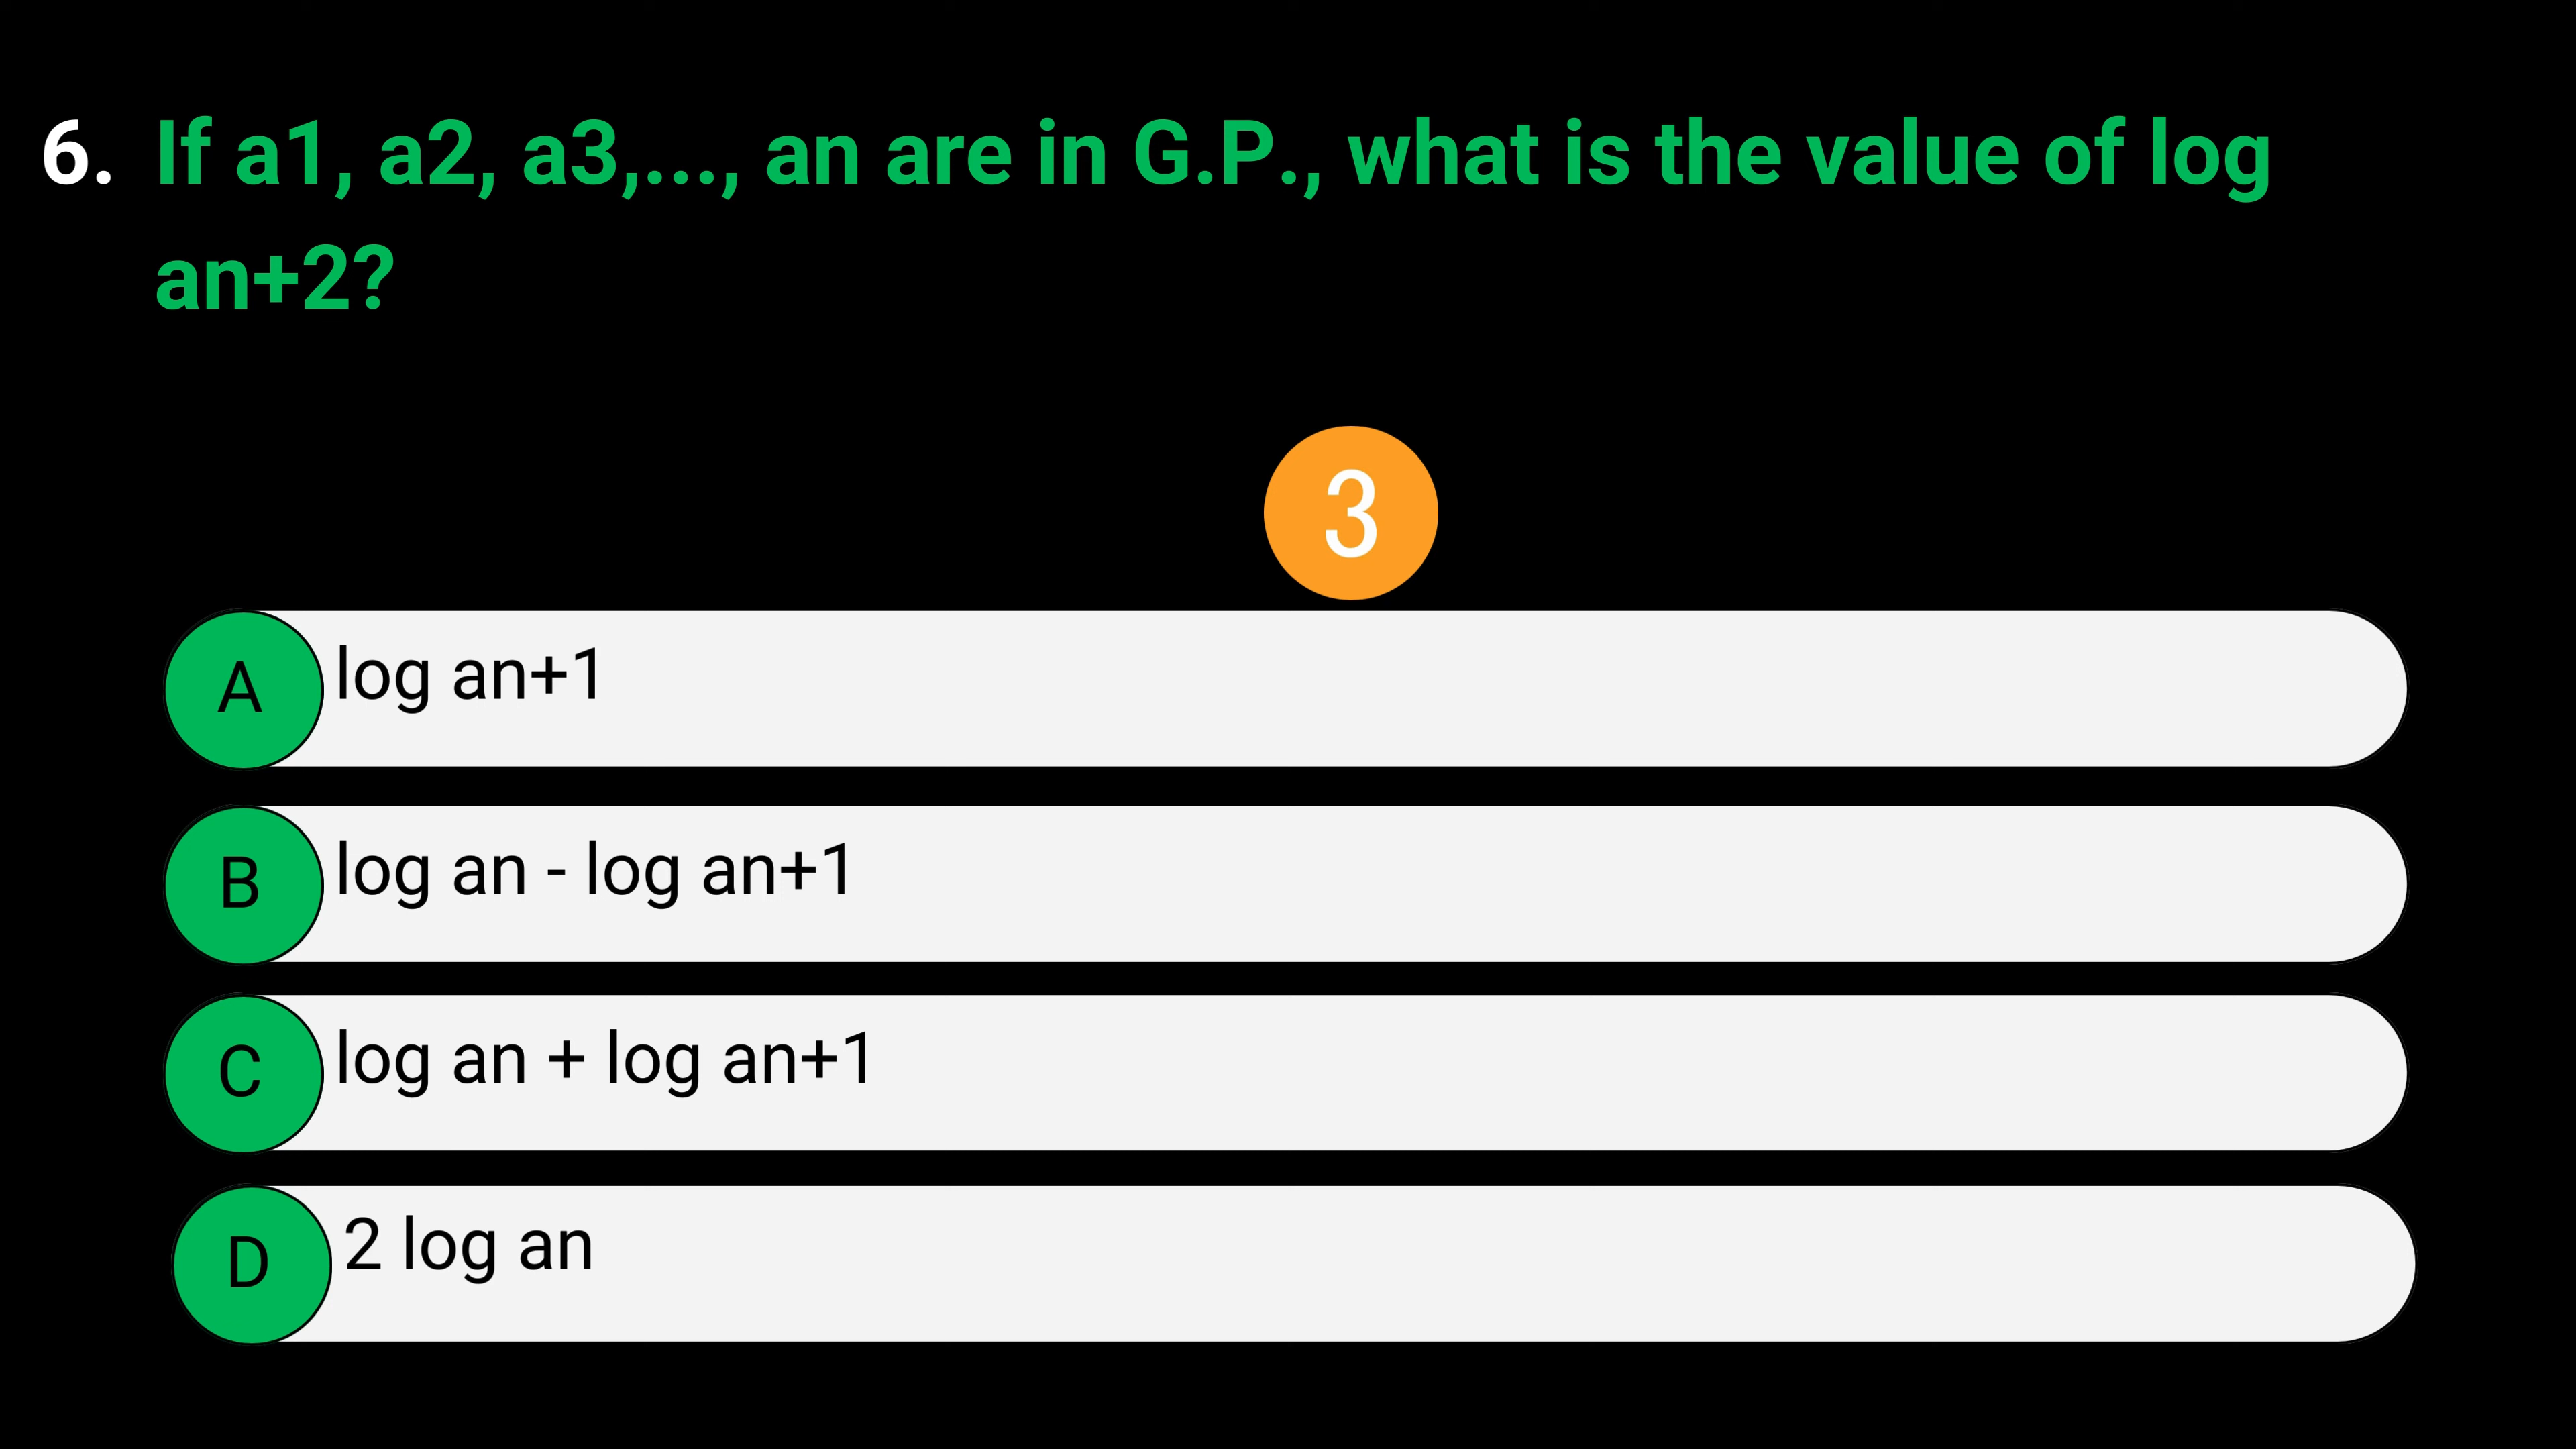 6. If a1, a2, a3,..., an are in G.P., what is the value of log
an+2?
3
A log an+1
B log an - log an+1
C log an + log an+1
D 2 log an